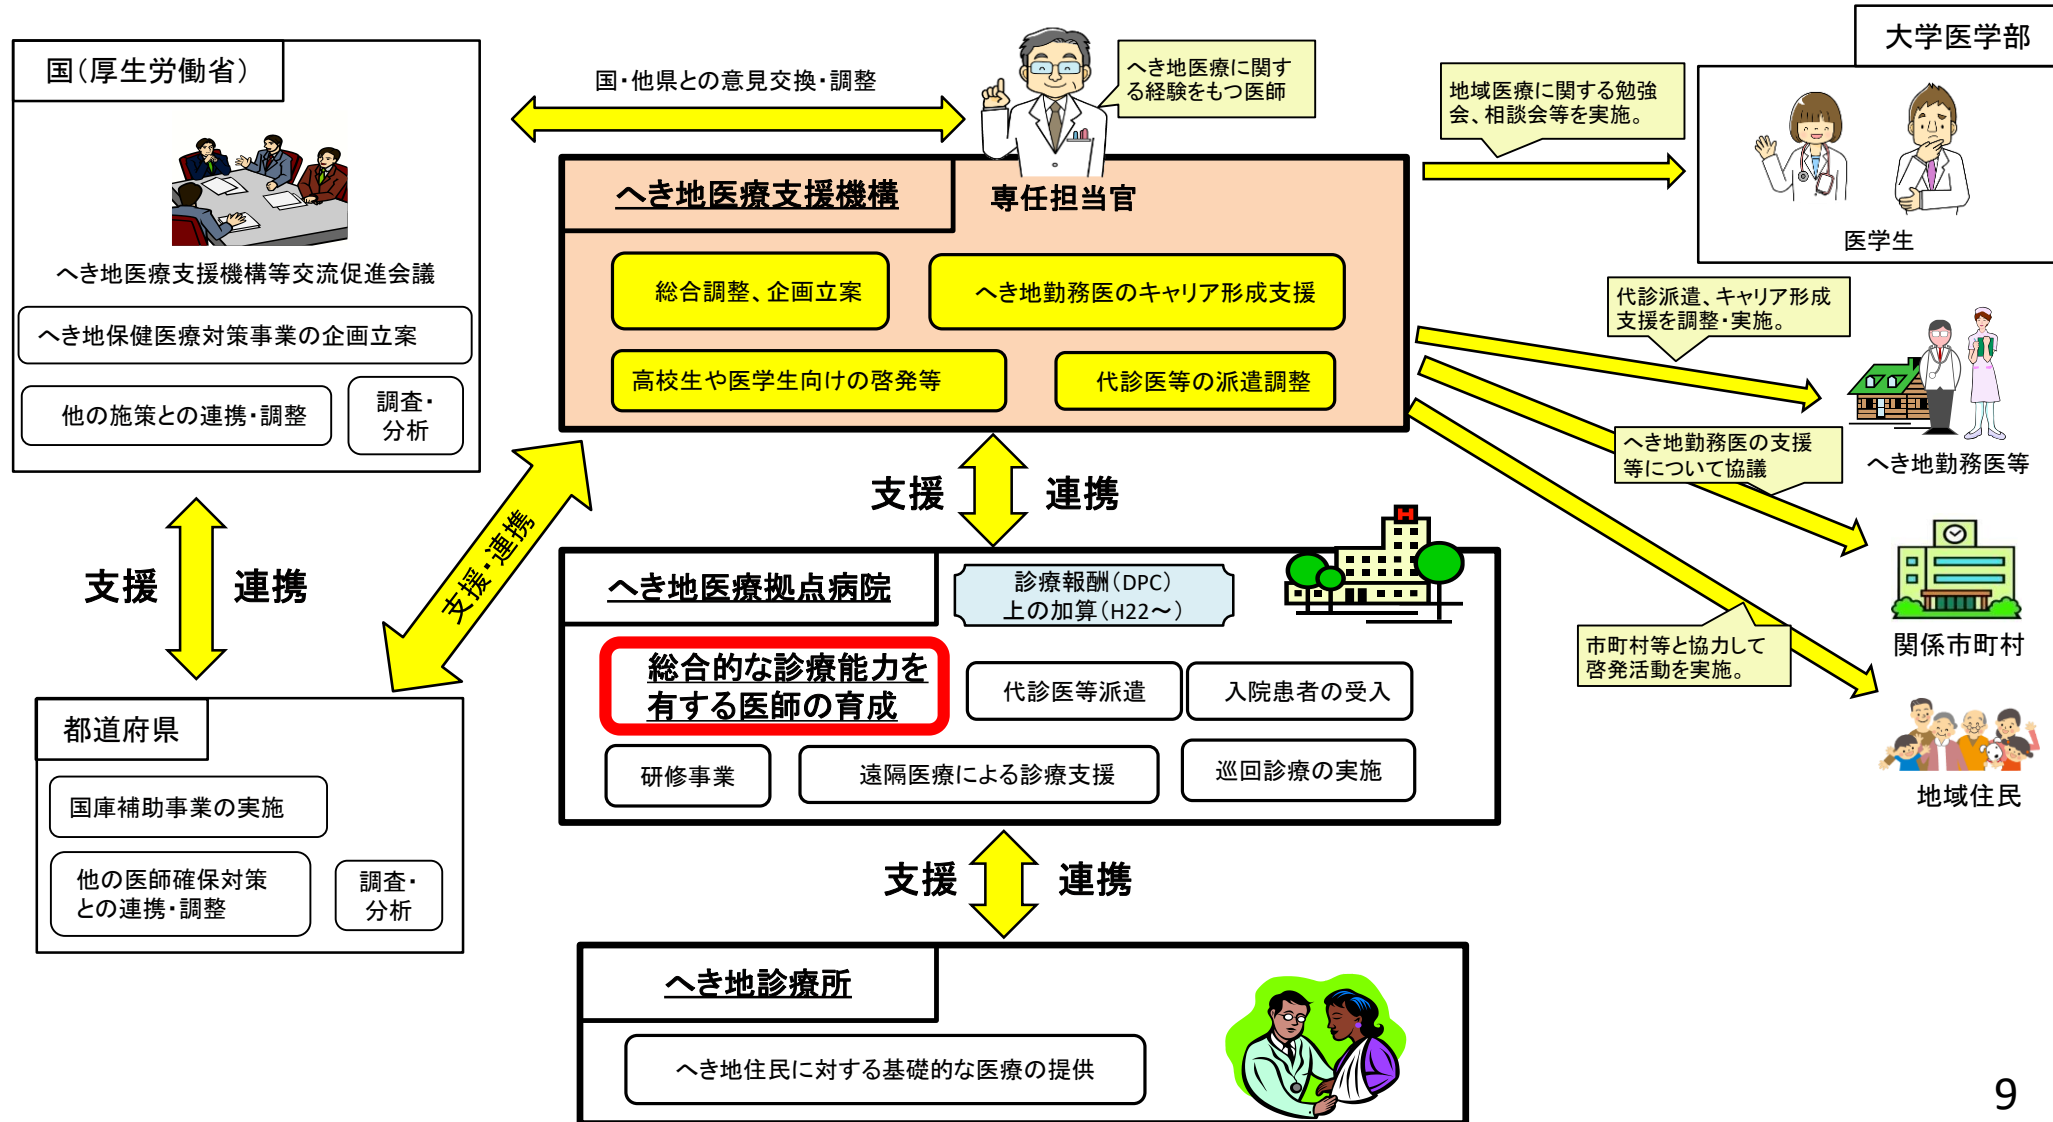 国（厚生労働省）
へき地医療支援機構等交流促進会議
へき地保健医療対策事業の企画立案
他の施策との連携・調整
調査・
分析
国・他県との意見交換・調整
へき地医療に関す
る経験をもつ医師
へき地医療支援機構
専任担当官
総合調整、企画立案
へき地勤務医のキャリア形成支援
高校生や医学生向けの啓発等
代診医等の派遣調整
地域医療に関する勉強
会、相談会等を実施。
大学医学部
医学生
代診派遣、キャリア形成
支援を調整・実施。
へき地勤務医等
へき地勤務医の支援
等について協議
関係市町村
市町村等と協力して
啓発活動を実施。
地域住民
支援 連携
支援・連携
支援 連携
都道府県
国庫補助事業の実施
他の医師確保対策
との連携・調整
調査・
分析
へき地医療拠点病院
診療報酬（DPC）
上の加算（H22～）
H
総合的な診療能力を
有する医師の育成
代診医等派遣
入院患者の受入
研修事業
遠隔医療による診療支援
巡回診療の実施
支援 連携
へき地診療所
へき地住民に対する基礎的な医療の提供
9